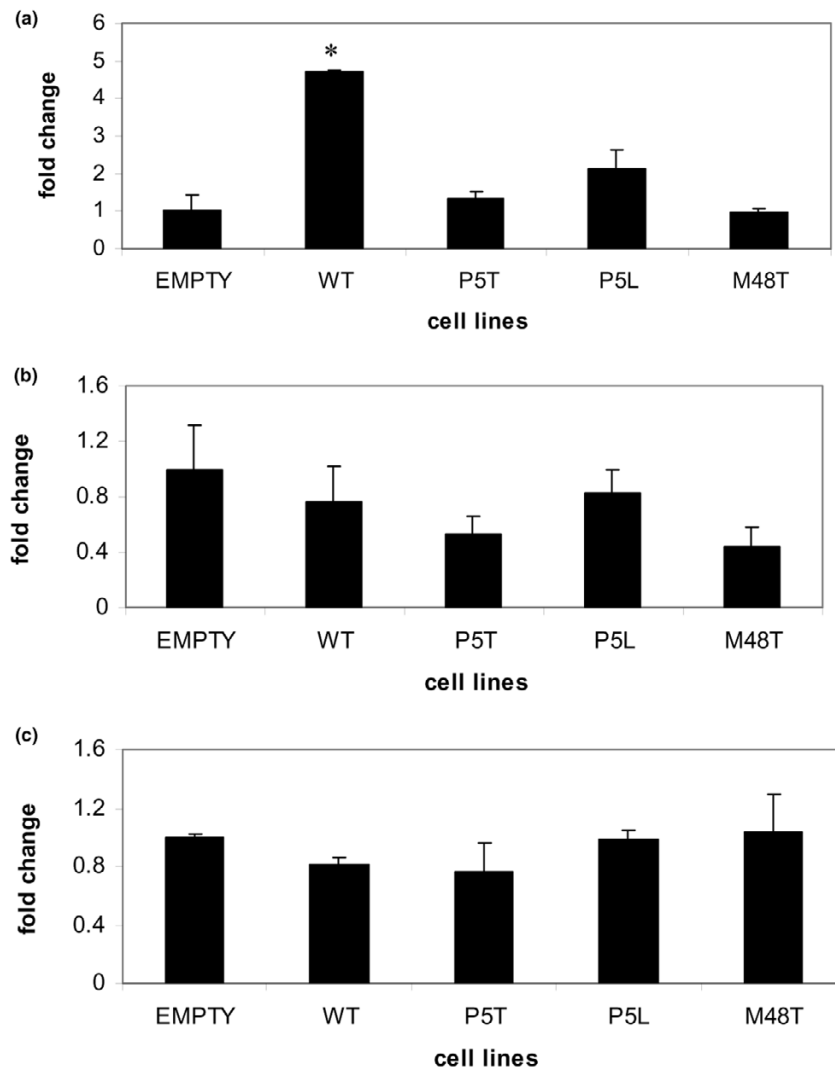 (a)
6
5
4
3
2
1
0
fold change
*
EMPTY WT P5T P5L M48T
cell lines
(b)
1.6
1.2
0.8
0.4
0
fold change
EMPTY WT P5T P5L M48T
cell lines
(c)
1.6
1.2
0.8
0.4
0
fold change
EMPTY WT P5T P5L M48T
cell lines